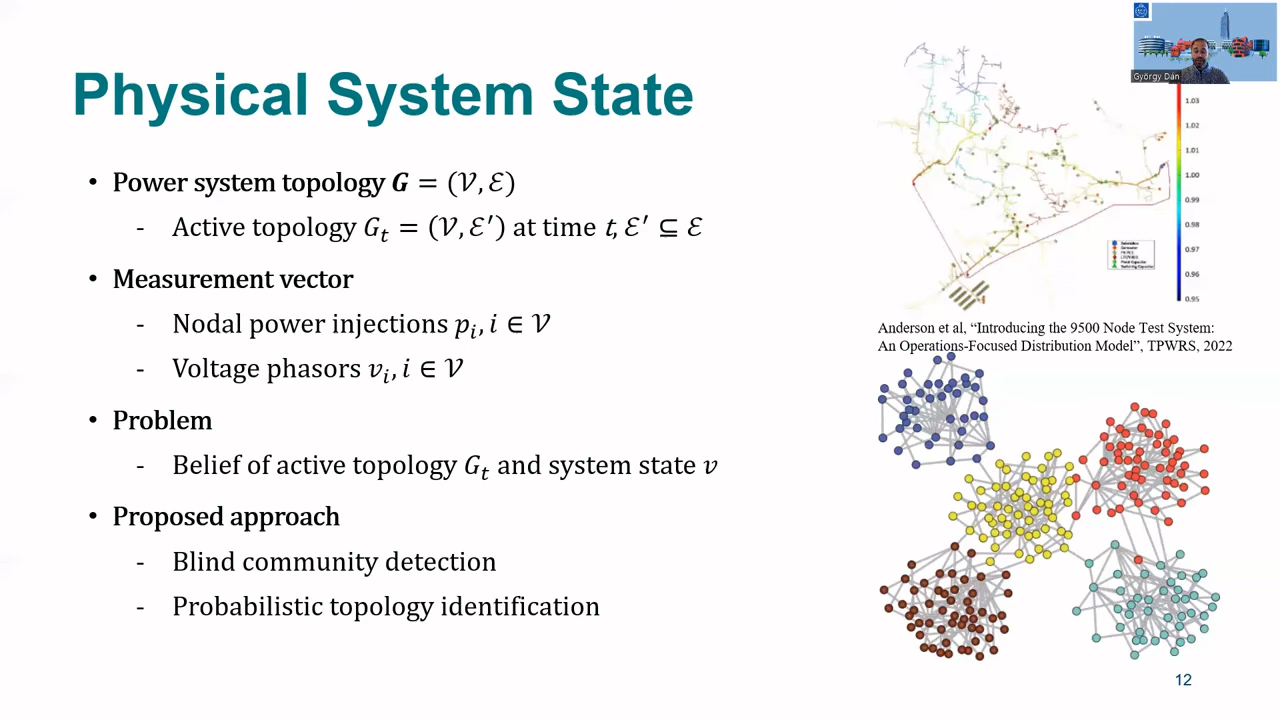 Physical System State
• Power system topology G = (𝒱, ℰ)
- Active topology G_t = (𝒱, ℰ′) at time t, ℰ′ ⊆ ℰ
• Measurement vector
- Nodal power injections p_i, i ∈ 𝒱
- Voltage phasors v_i, i ∈ 𝒱
• Problem
- Belief of active topology G_t and system state v
• Proposed approach
- Blind community detection
- Probabilistic topology identification
György Dán
1.03
1.02
1.01
1.00
0.99
0.98
0.97
0.96
0.95
Anderson et al, “Introducing the 9500 Node Test System:
An Operations-Focused Distribution Model”, TPWRS, 2022
12